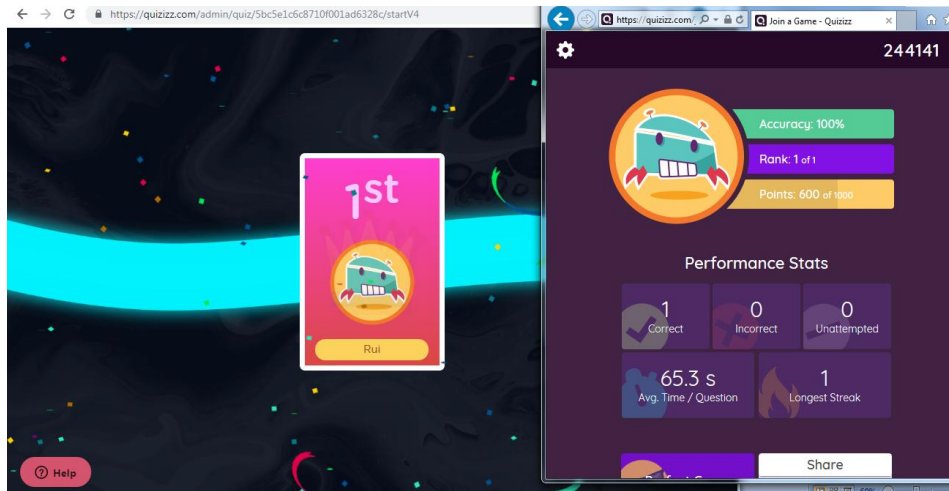 https://quizizz.com/admin/quiz/5bc5e1c6c8710f001ad6328c/startV4
1st
Rui
Help
https://quizizz.com/
Join a Game - Quizizz
244141
Accuracy: 100%
Rank: 1 of 1
Points: 600 of 1000
Performance Stats
1
Correct
0
Incorrect
0
Unattempted
65.3 s
Avg. Time / Question
1
Longest Streak
Share